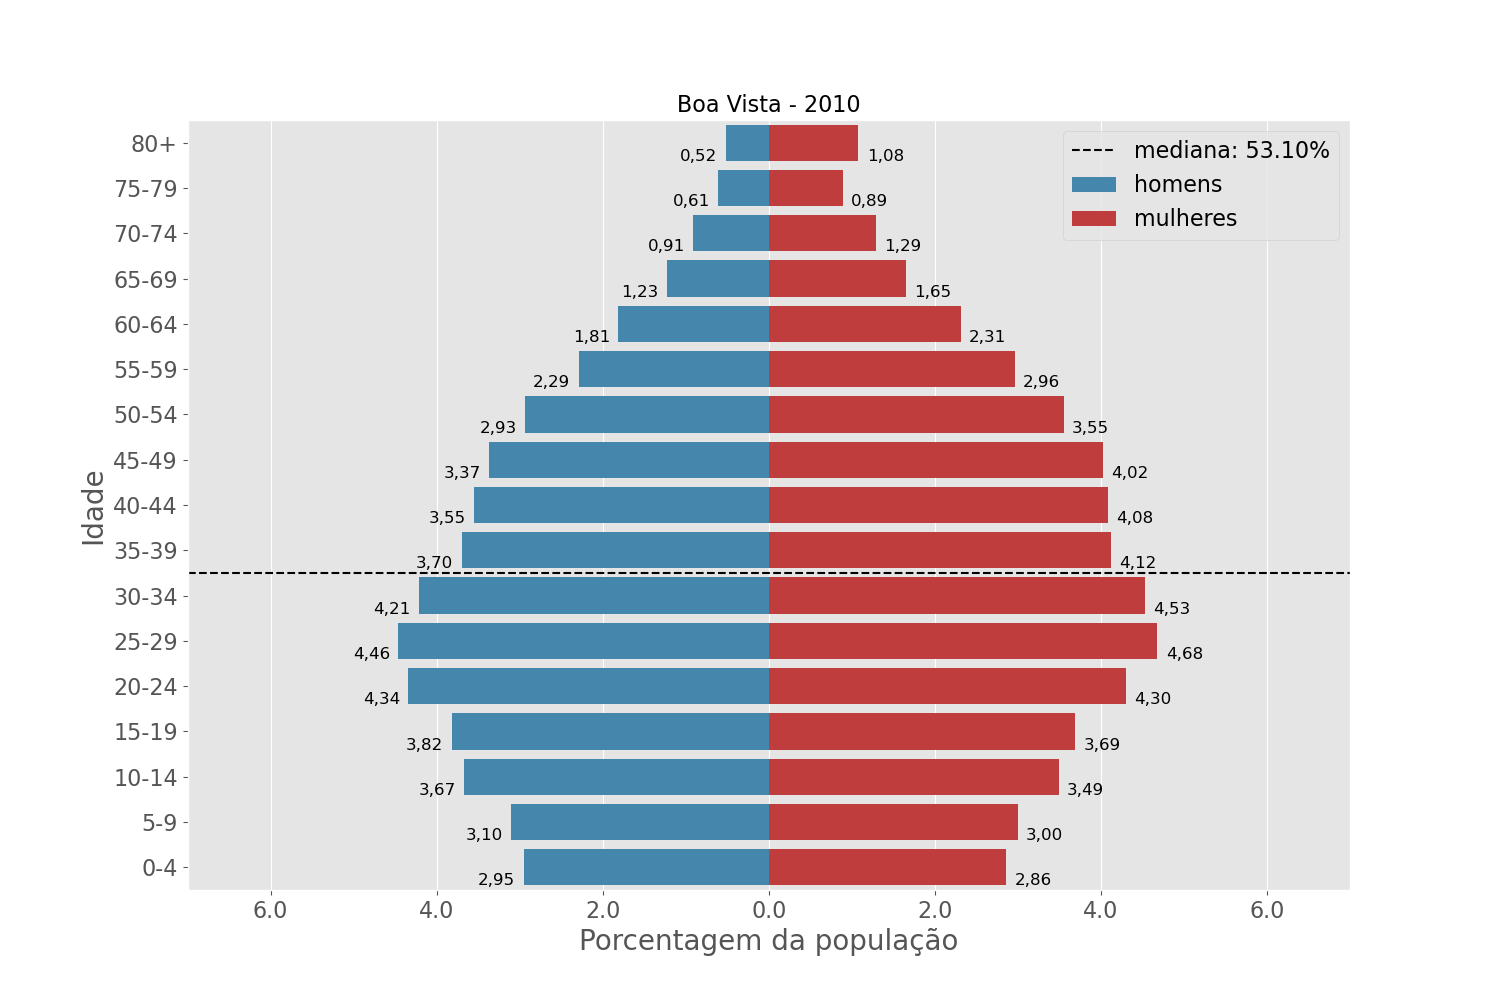 Boa Vista - 2010
mediana: 53.10%
homens
mulheres
Idade
80+ 0,52 1,08
75-79 0,61 0,89
70-74 0,91 1,29
65-69 1,23 1,65
60-64 1,81 2,31
55-59 2,29 2,96
50-54 2,93 3,55
45-49 3,37 4,02
40-44 3,55 4,08
35-39 3,70 4,12
30-34 4,21 4,53
25-29 4,46 4,68
20-24 4,34 4,30
15-19 3,82 3,69
10-14 3,67 3,49
5-9 3,10 3,00
0-4 2,95 2,86
6.0 4.0 2.0 0.0 2.0 4.0 6.0
Porcentagem da população